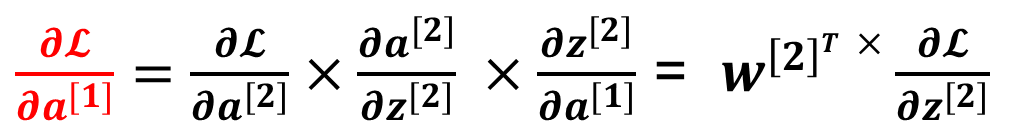 ∂ℒ/∂a^[1] = ∂ℒ/∂a^[2] × ∂a^[2]/∂z^[2] × ∂z^[2]/∂a^[1] = w^[2]^T × ∂ℒ/∂z^[2]